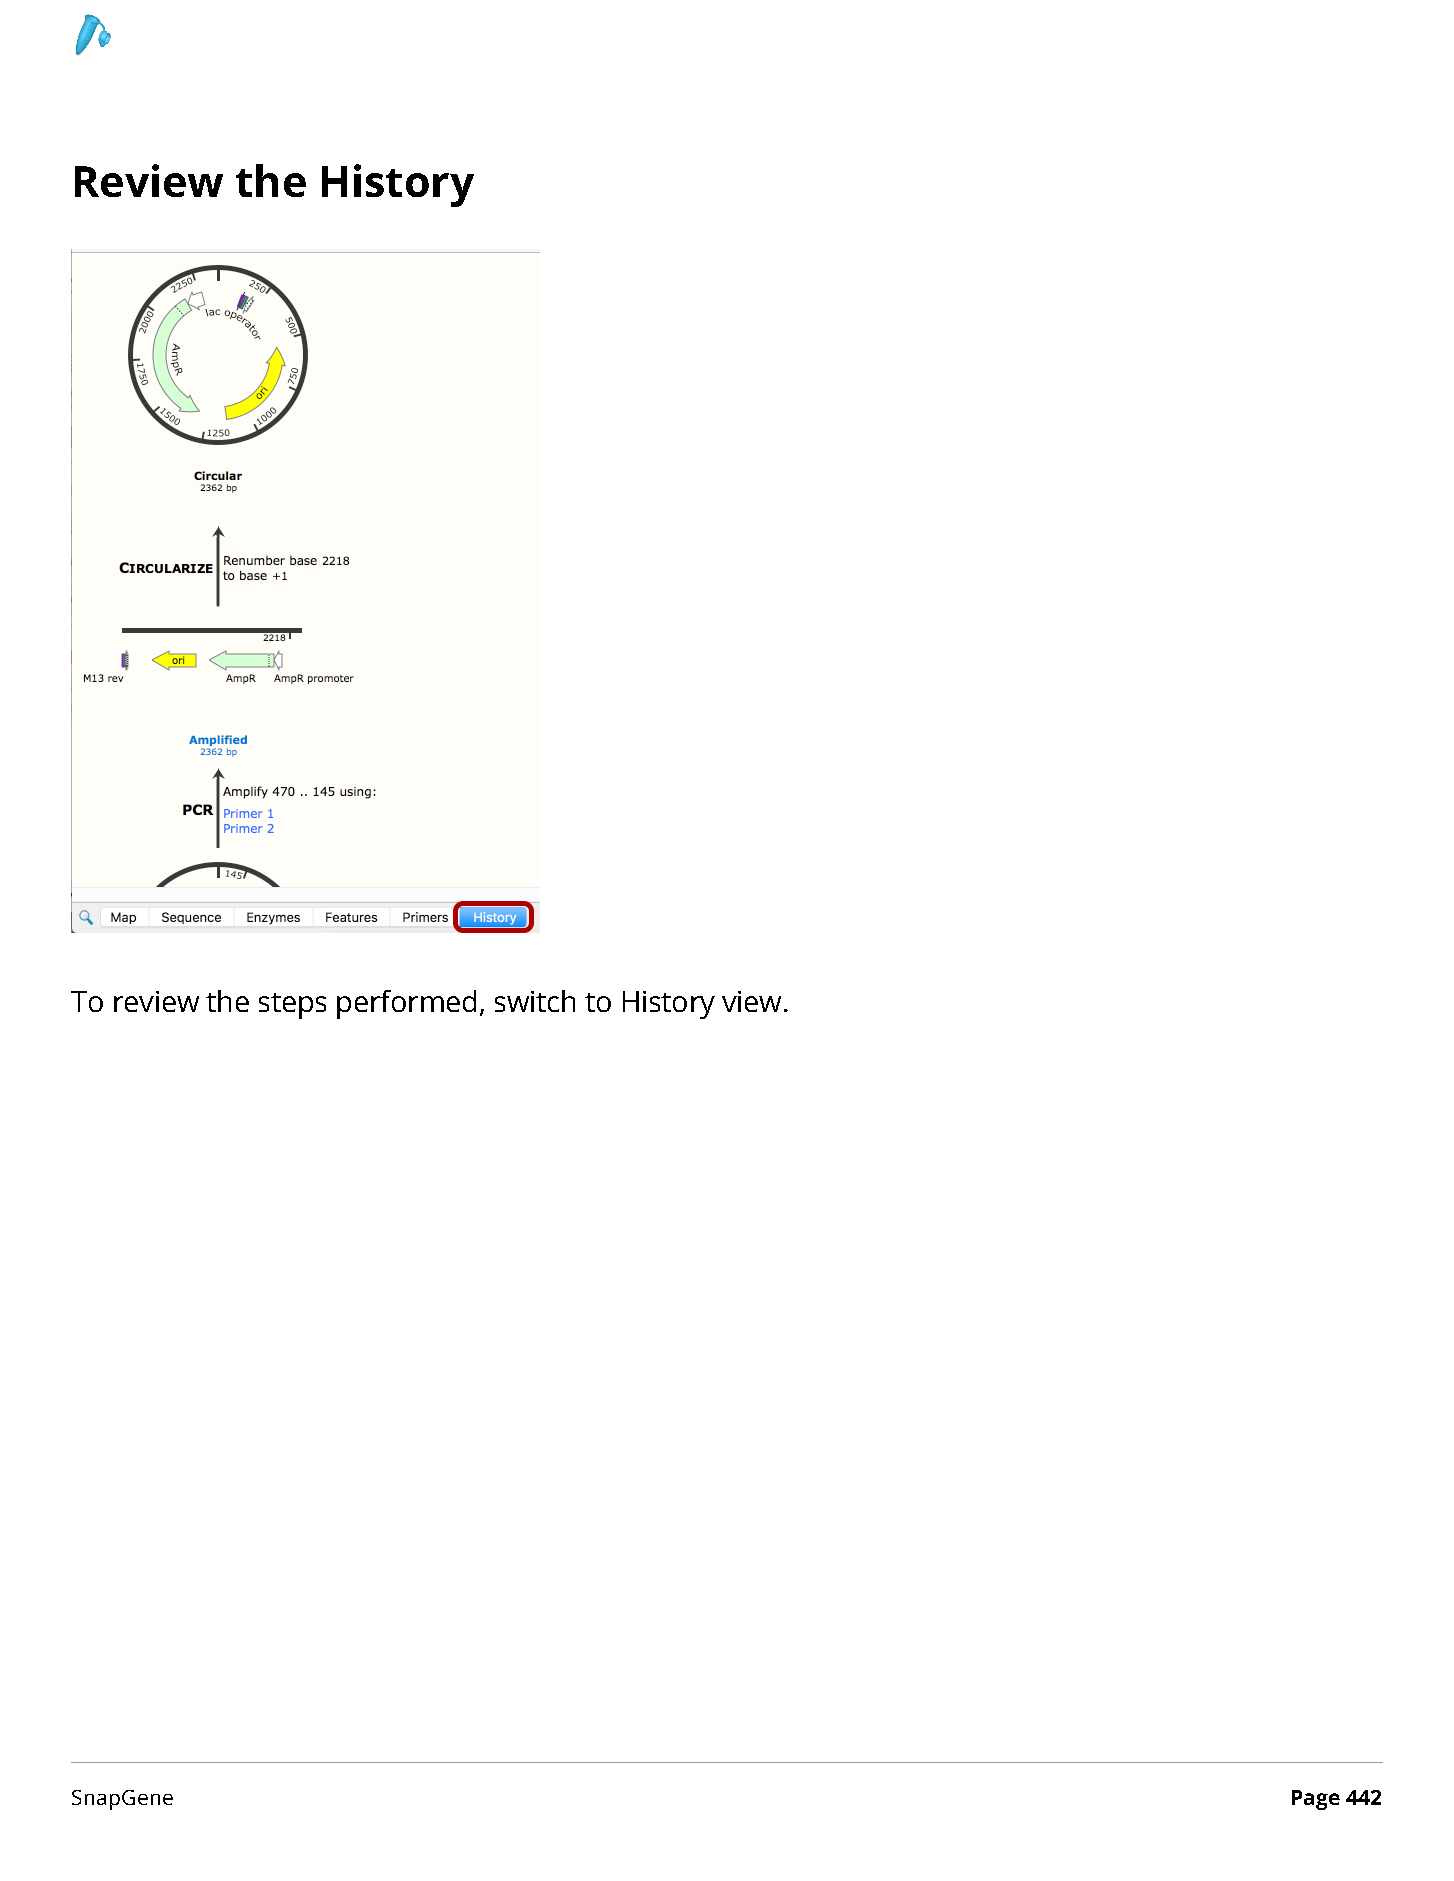 Review the History
2250
250
lac operator
2000
500
AmpR
1750
750
ori
1500
1000
1250
Circular
2362 bp
CIRCULARIZE
Renumber base 2218
to base +1
2218
ori
M13 rev
AmpR
AmpR promoter
Amplified
2362 bp
PCR
Amplify 470 .. 145 using:
Primer 1
Primer 2
145
Map Sequence Enzymes Features Primers History
To review the steps performed, switch to History view.
SnapGene
Page 442